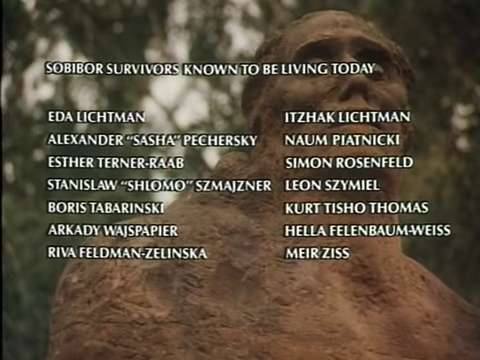 SOBIBOR SURVIVORS KNOWN TO BE LIVING TODAY
EDA LICHTMAN
ALEXANDER "SASHA" PECHERSKY
ESTHER TERNER-RAAB
STANISLAW "SHLOMO" SZMAJZNER
BORIS TABARINSKI
ARKADY WAJSPAPIER
RIVA FELDMAN-ZELINSKA
ITZHAK LICHTMAN
NAUM PJATNICKI
SIMON ROSENFELD
LEON SZYMIEL
KURT TISHO THOMAS
HELLA FELENBAUM-WEISS
MEIR ZISS